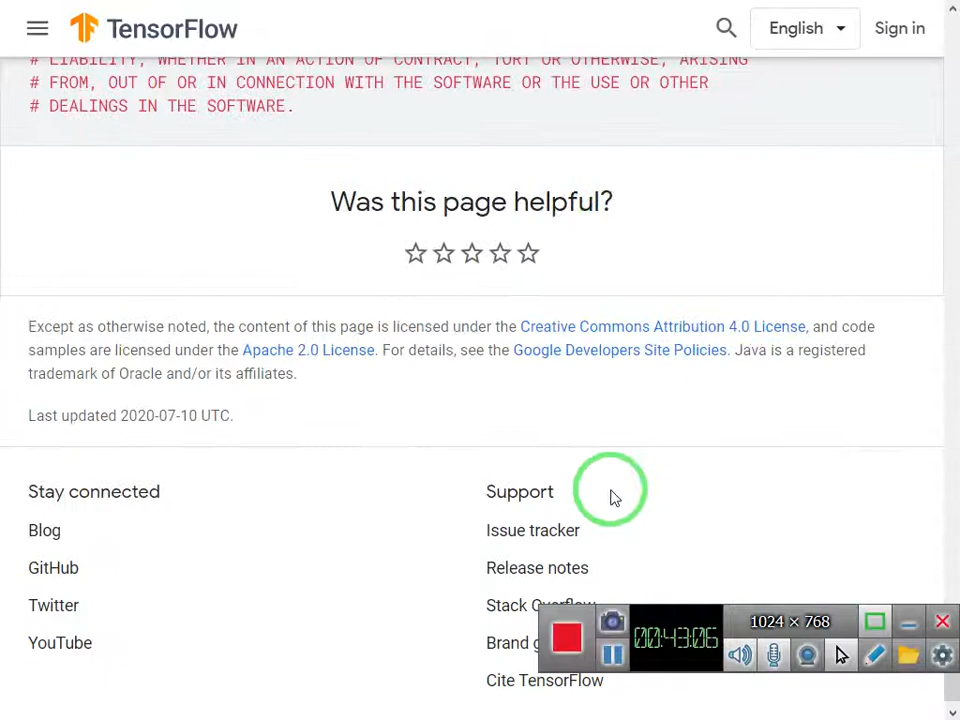 TensorFlow
English
Sign in
# LIABILITY, WHETHER IN AN ACTION OF CONTRACT, TORT OR OTHERWISE, ARISING
# FROM, OUT OF OR IN CONNECTION WITH THE SOFTWARE OR THE USE OR OTHER
# DEALINGS IN THE SOFTWARE.
Was this page helpful?
Except as otherwise noted, the content of this page is licensed under the Creative Commons Attribution 4.0 License, and code
samples are licensed under the Apache 2.0 License. For details, see the Google Developers Site Policies. Java is a registered
trademark of Oracle and/or its affiliates.
Last updated 2020-07-10 UTC.
Stay connected
Blog
GitHub
Twitter
YouTube
Support
Issue tracker
Release notes
Stack Overflow
Brand
Cite TensorFlow
1024 × 768
00:43:06